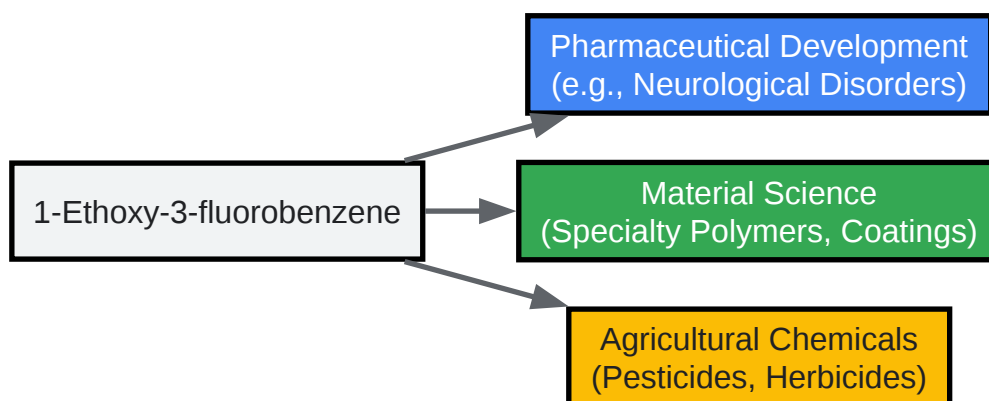 Pharmaceutical Development
(e.g., Neurological Disorders)
1-Ethoxy-3-fluorobenzene
Material Science
(Specialty Polymers, Coatings)
Agricultural Chemicals
(Pesticides, Herbicides)